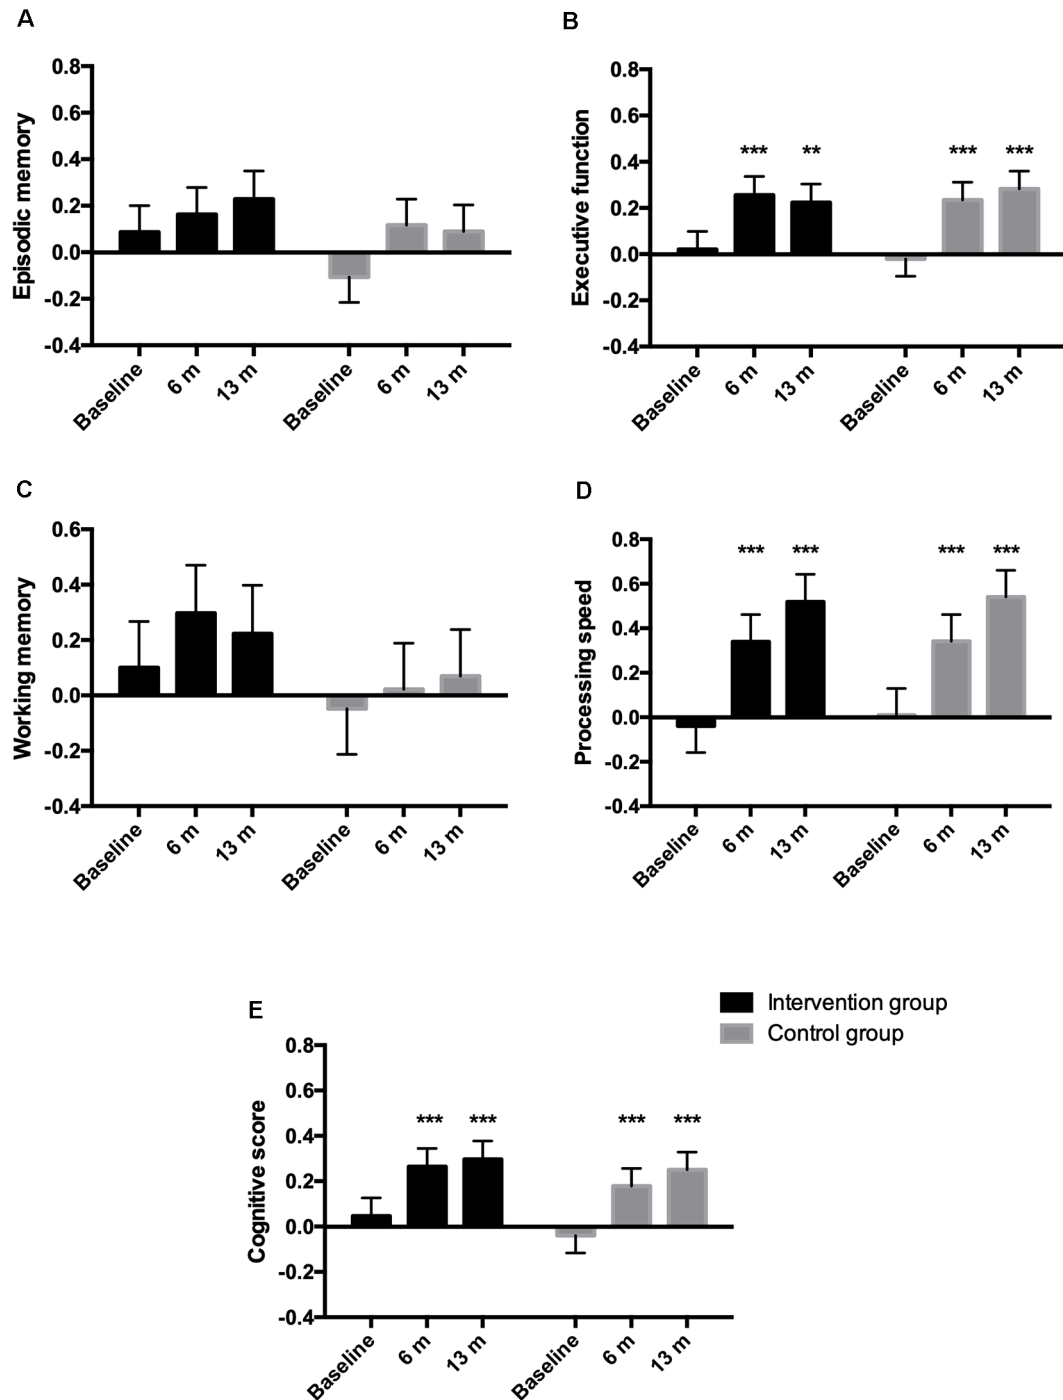 A
Episodic memory
0.8
0.6
0.4
0.2
0.0
-0.2
-0.4
Baseline
6 m
13 m
Baseline
6 m
13 m
B
Executive function
0.8
0.6
0.4
0.2
0.0
-0.2
-0.4
*** ** *** ***
Baseline
6 m
13 m
Baseline
6 m
13 m
C
Working memory
0.6
0.4
0.2
0.0
-0.2
-0.4
Baseline
6 m
13 m
Baseline
6 m
13 m
D
Processing speed
0.8
0.6
0.4
0.2
0.0
-0.2
-0.4
*** *** *** ***
Baseline
6 m
13 m
Baseline
6 m
13 m
E
Cognitive score
0.8
0.6
0.4
0.2
0.0
-0.2
-0.4
*** *** *** ***
Baseline
6 m
13 m
Baseline
6 m
13 m
Intervention group
Control group